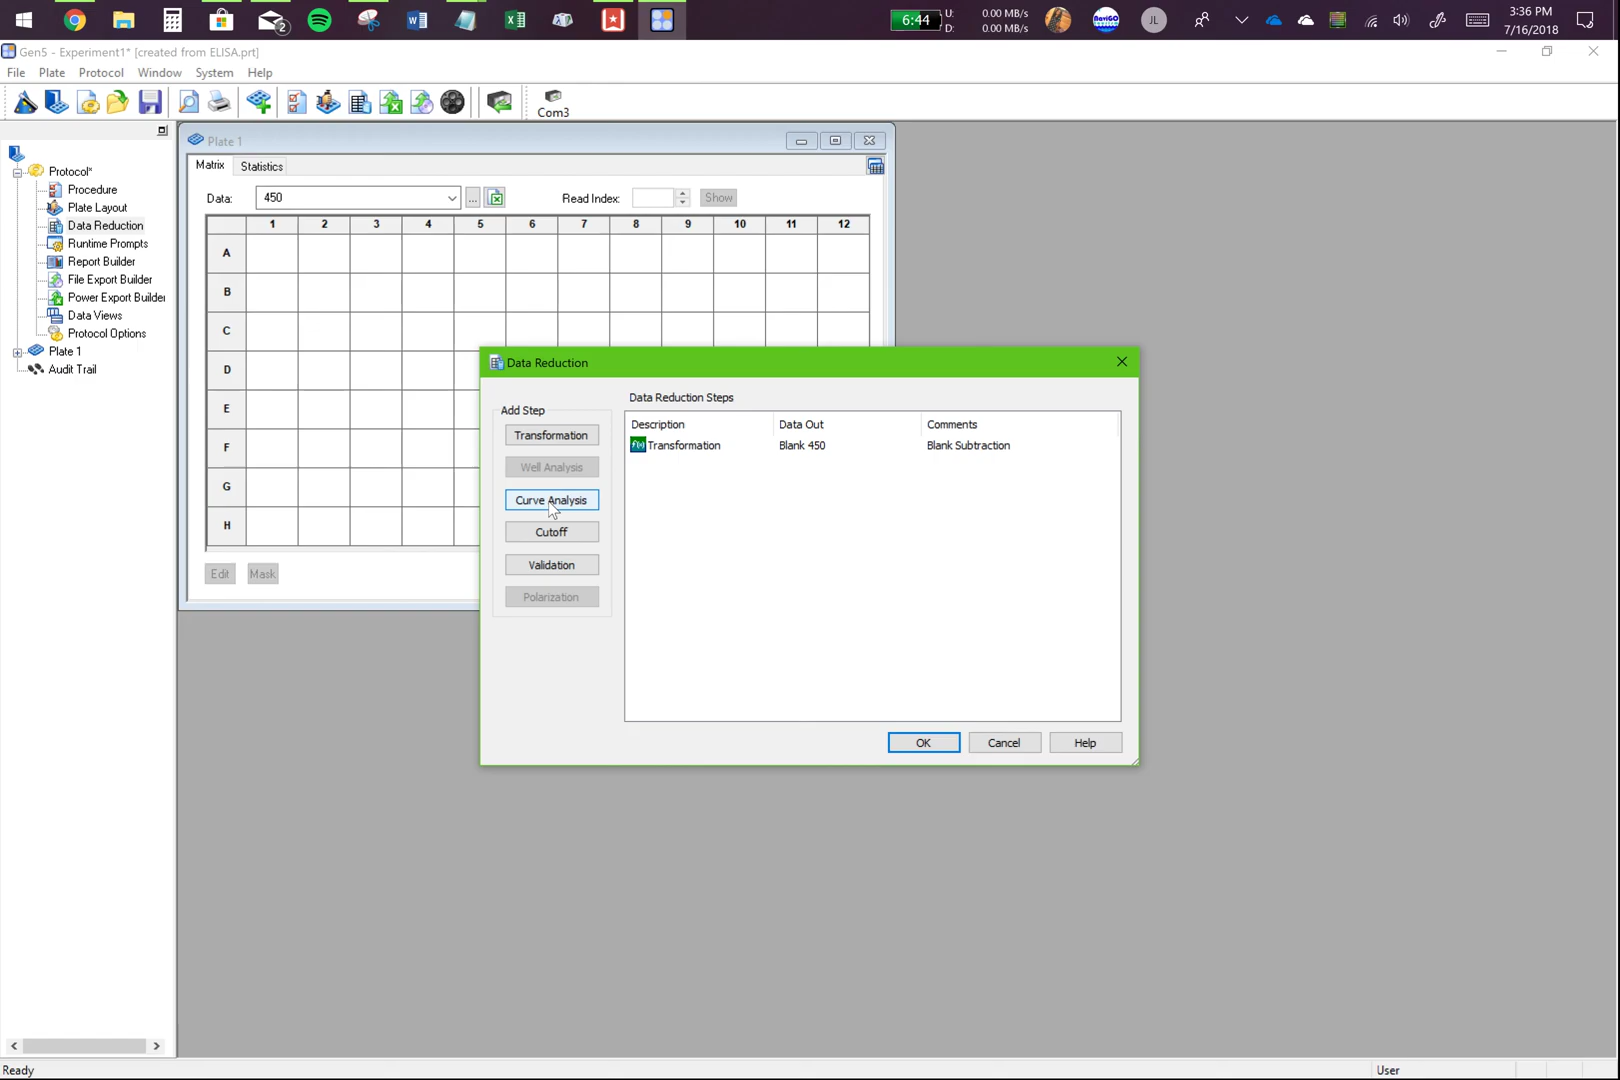 6:44
U:
D:
0.00 MB/s
0.00 MB/s
JL
3:36 PM
7/16/2018
2
Gen5 - Experiment1* [created from ELISA.prt]
File Plate Protocol Window System Help
Com3
Protocol*
Procedure
Plate Layout
Data Reduction
Runtime Prompts
Report Builder
File Export Builder
Power Export Builder
Data Views
Protocol Options
Plate 1
Audit Trail
Plate 1
Matrix Statistics
Data: 450 ... Read Index: Show
1 2 3 4 5 6 7 8 9 10 11 12
A
B
C
D
E
F
G
H
Edit Mask
Data Reduction
Add Step
Transformation
Well Analysis
Curve Analysis
Cutoff
Validation
Polarization
Data Reduction Steps
Description Data Out Comments
f(x) Transformation Blank 450 Blank Subtraction
OK Cancel Help
Ready
User